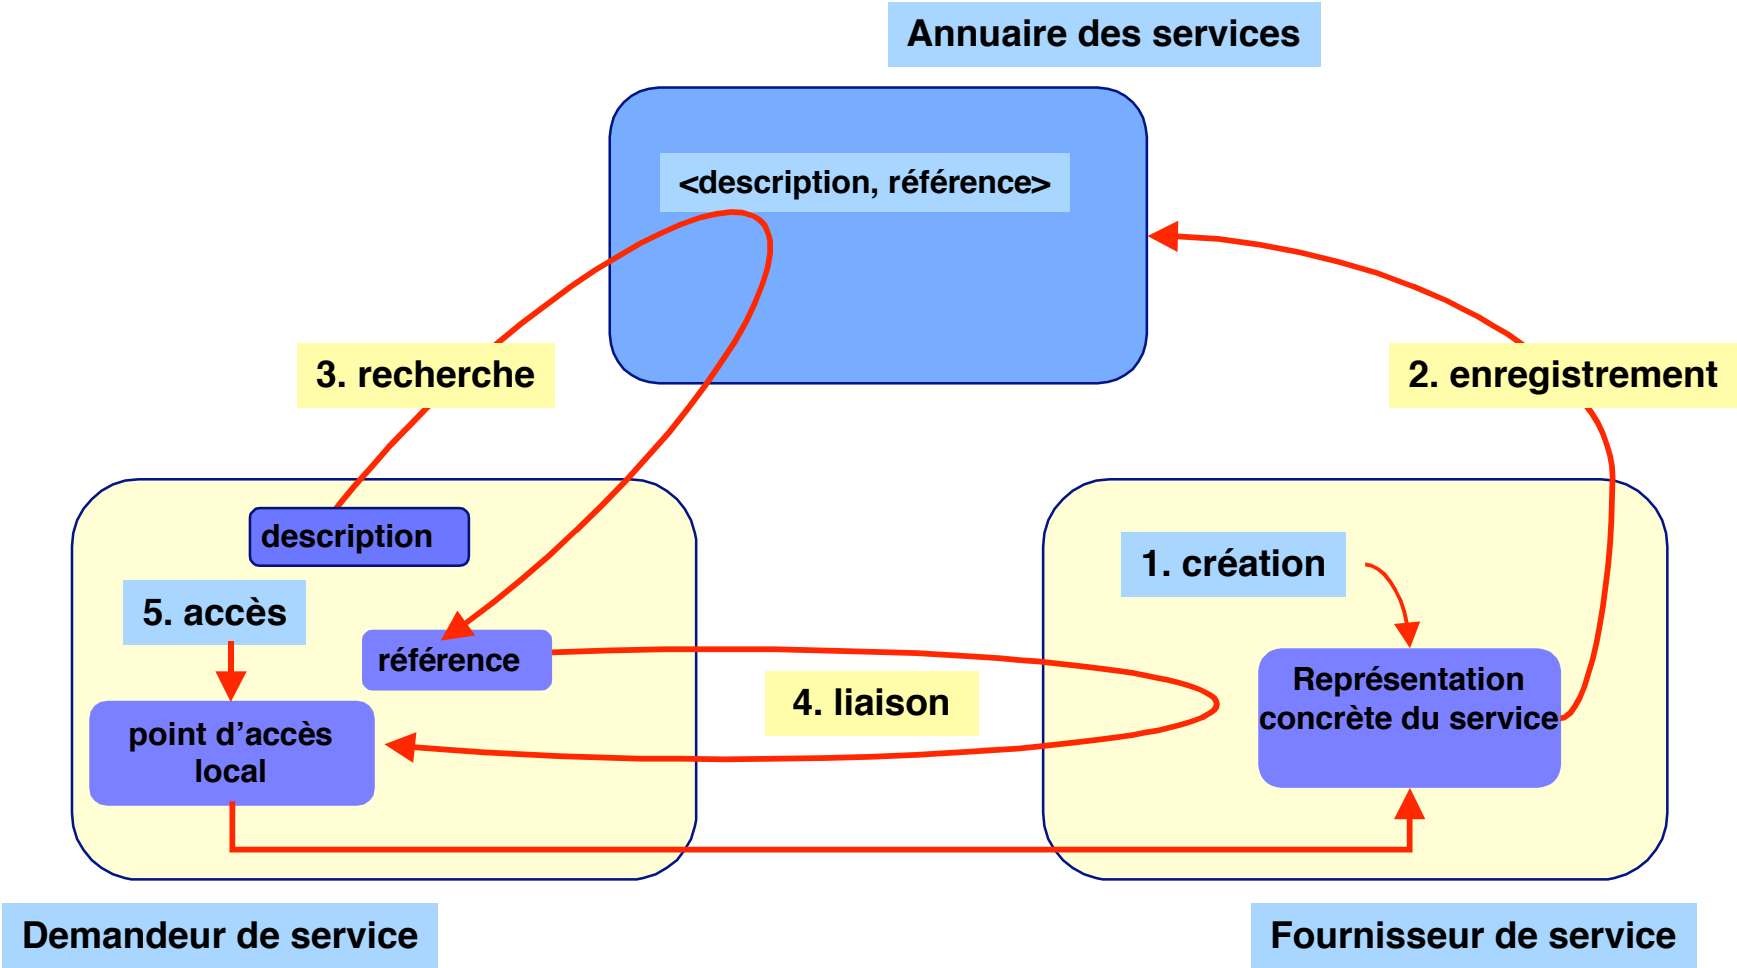 Annuaire des services
<description, référence>
3. recherche
2. enregistrement
description
1. création
5. accès
référence
Représentation
concrète du service
4. liaison
point d’accès
local
Demandeur de service
Fournisseur de service